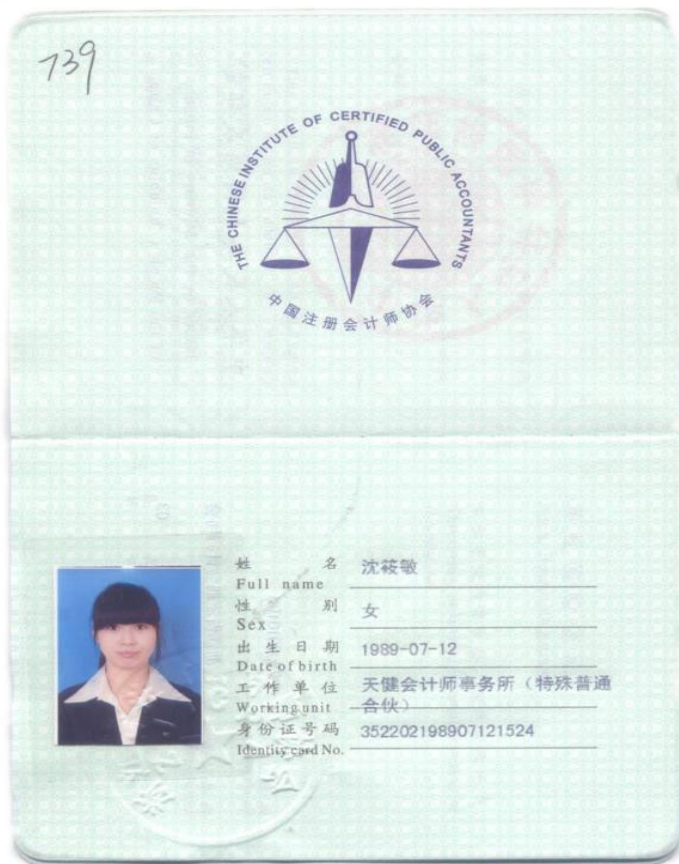 739
THE CHINESE INSTITUTE OF CERTIFIED PUBLIC ACCOUNTANTS
中国注册会计师协会
姓 名 沈筱敏
Full name
性 别 女
Sex
出 生 日 期 1989-07-12
Date of birth
工 作 单 位 天健会计师事务所（特殊普通
Working unit 合伙）
身 份 证 号 码 352202198907121524
Identity card No.